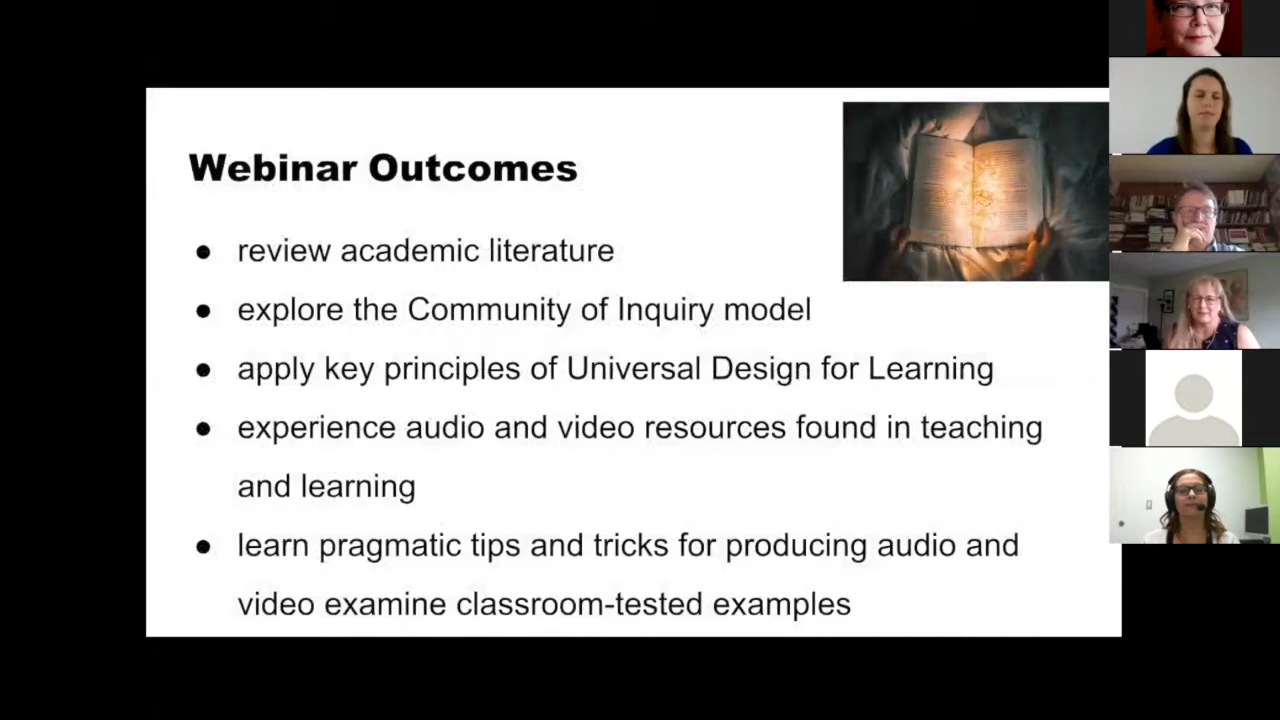 Webinar Outcomes
● review academic literature
● explore the Community of Inquiry model
● apply key principles of Universal Design for Learning
● experience audio and video resources found in teaching
and learning
● learn pragmatic tips and tricks for producing audio and
video examine classroom-tested examples